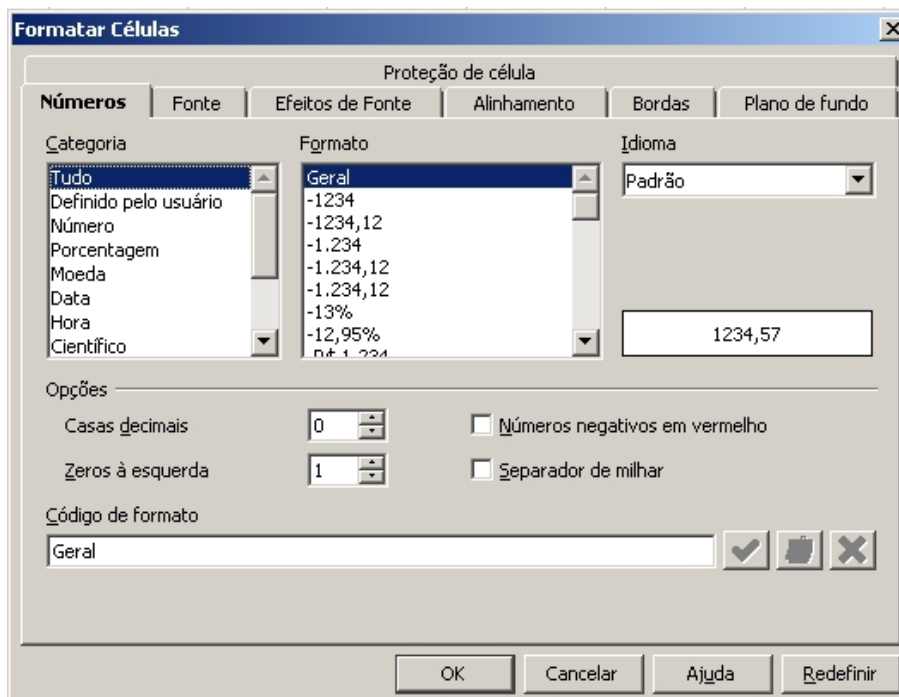 Formatar Células
Proteção de célula
Números Fonte Efeitos de Fonte Alinhamento Bordas Plano de fundo
Categoria Formato Idioma
Tudo Geral Padrão
Definido pelo usuário -1234
Número -1234,12
Porcentagem -1.234
Moeda -1.234,12
Data -1.234,12
Hora -13% 1234,57
Científico -12,95%
-R$ 1.234
Opções
Casas decimais 0 Números negativos em vermelho
Zeros à esquerda 1 Separador de milhar
Código de formato
Geral
OK Cancelar Ajuda Redefinir